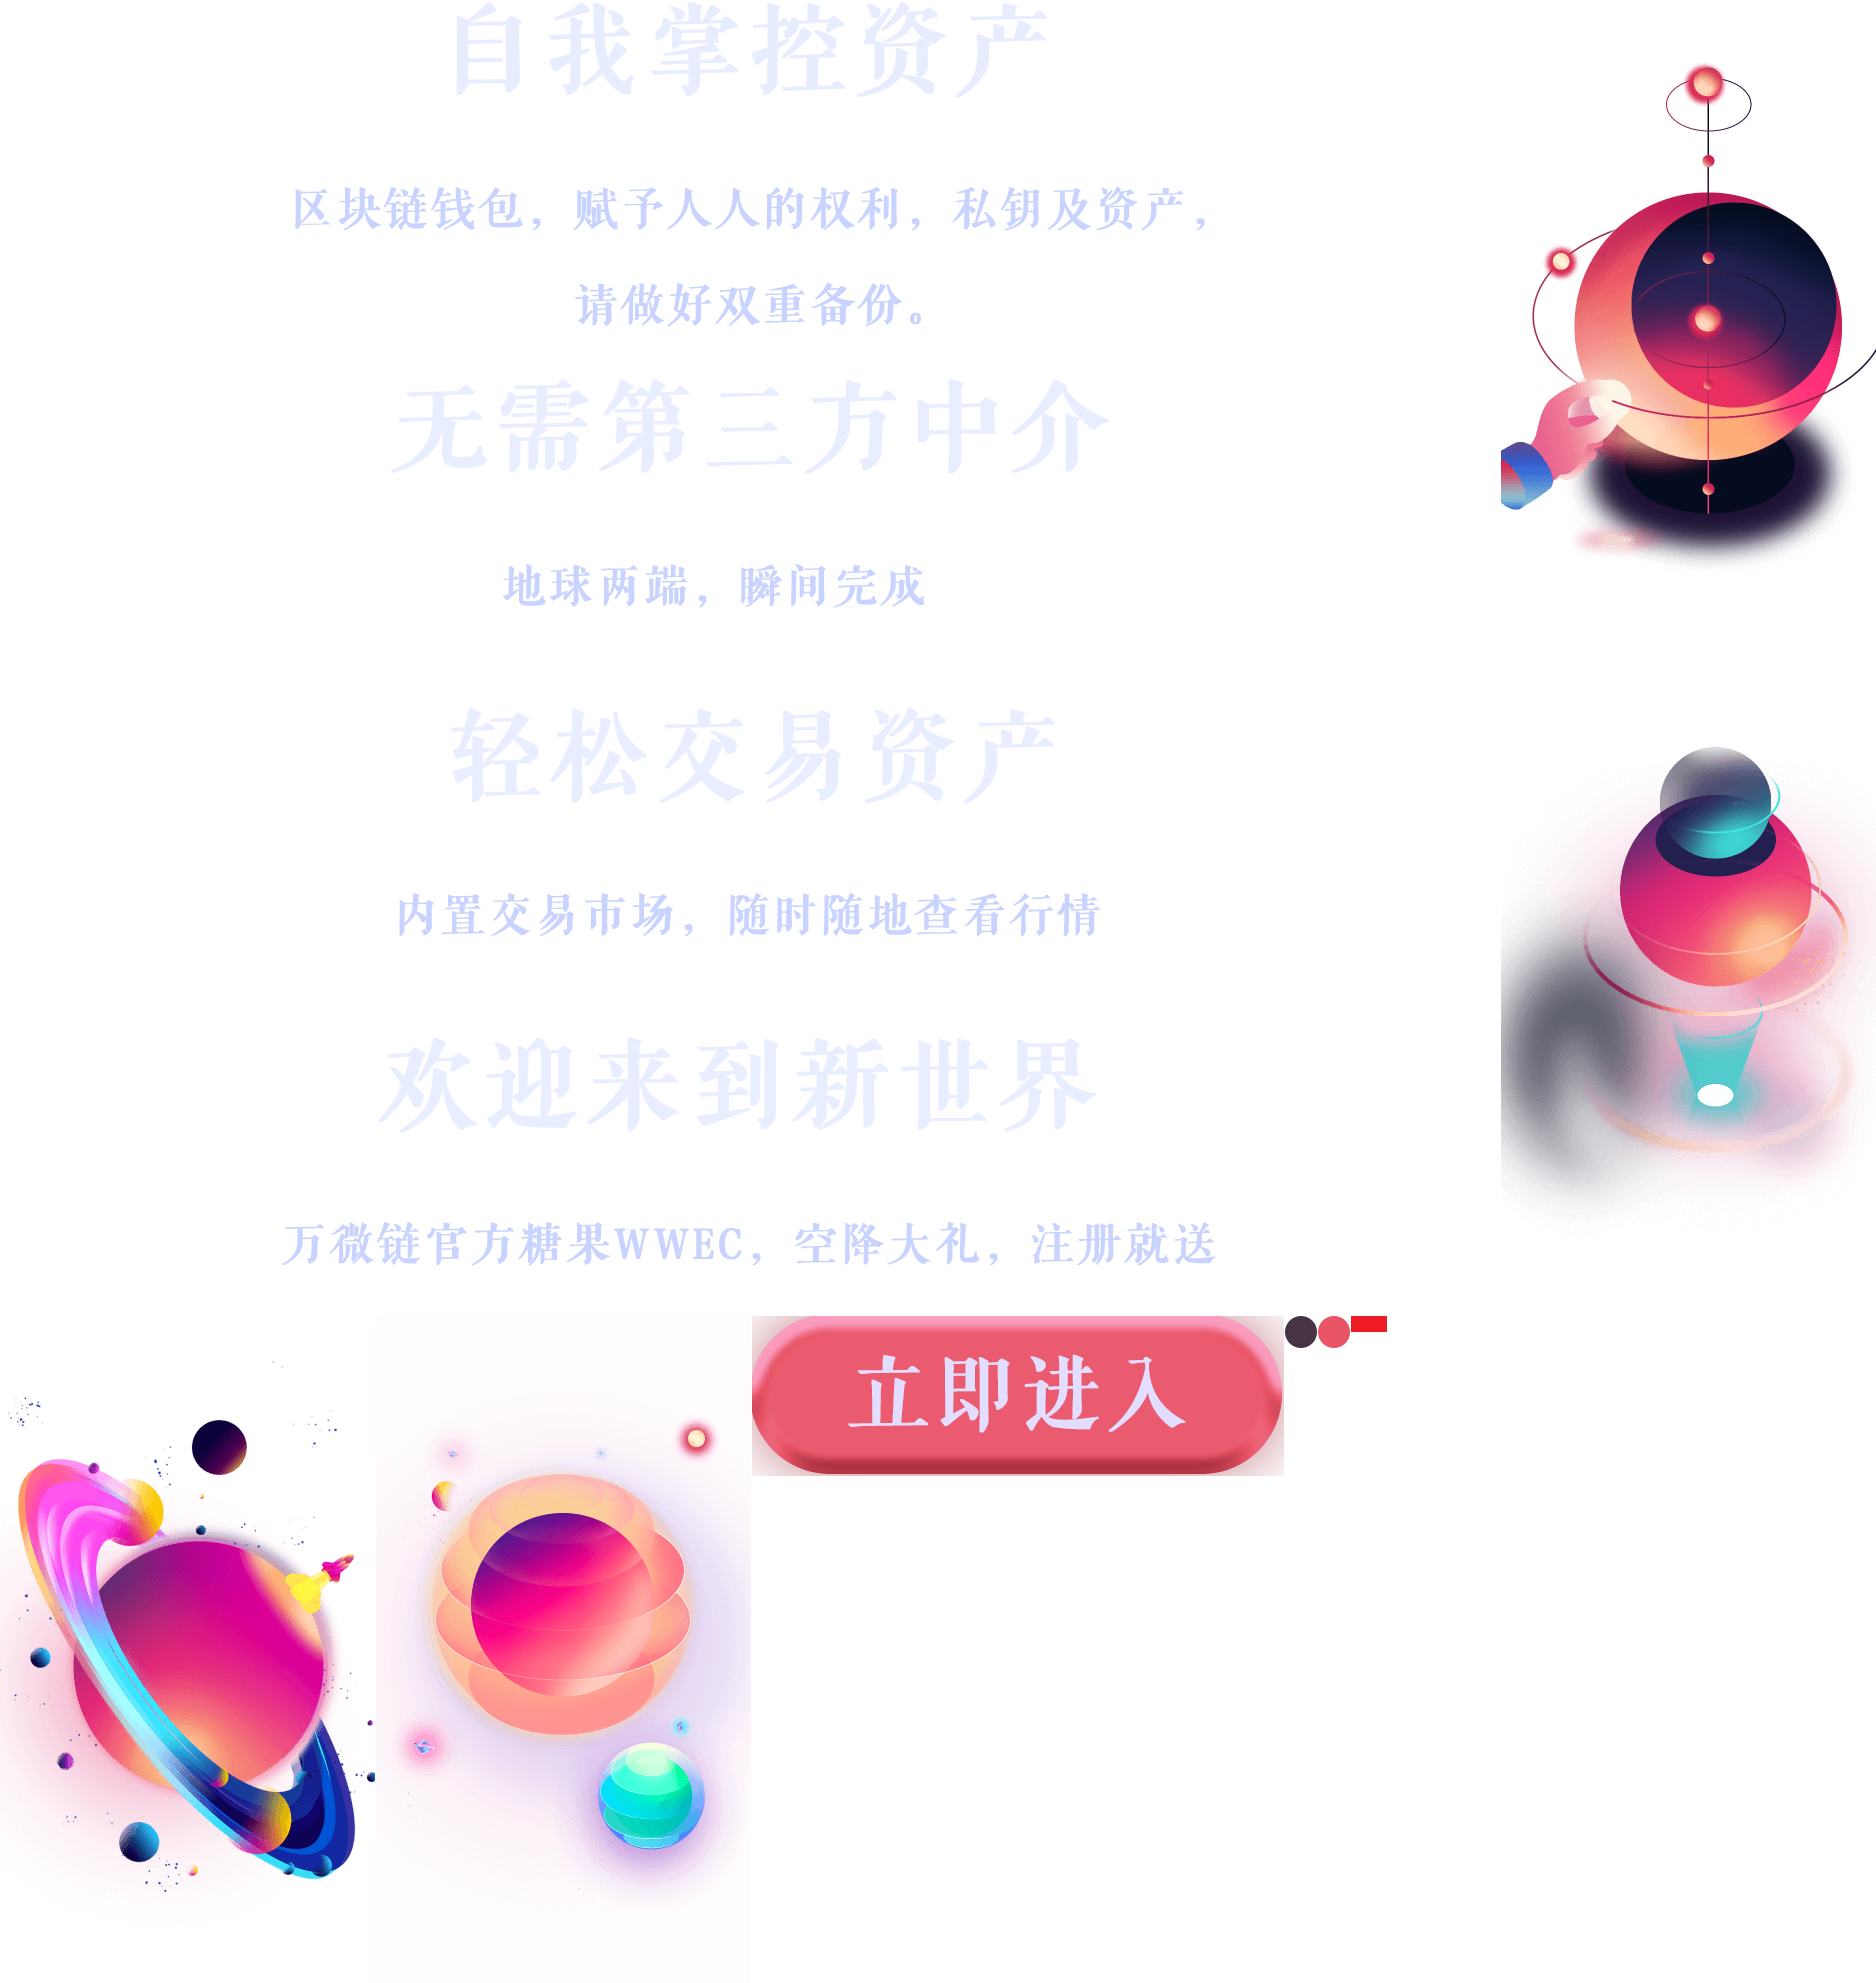 自我掌控资产
区块链钱包，赋予人人的权利，私钥及资产，
请做好双重备份。
无需第三方中介
地球两端，瞬间完成
轻松交易资产
内置交易市场，随时随地查看行情
欢迎来到新世界
万微链官方糖果WWEC，空降大礼，注册就送
立即进入